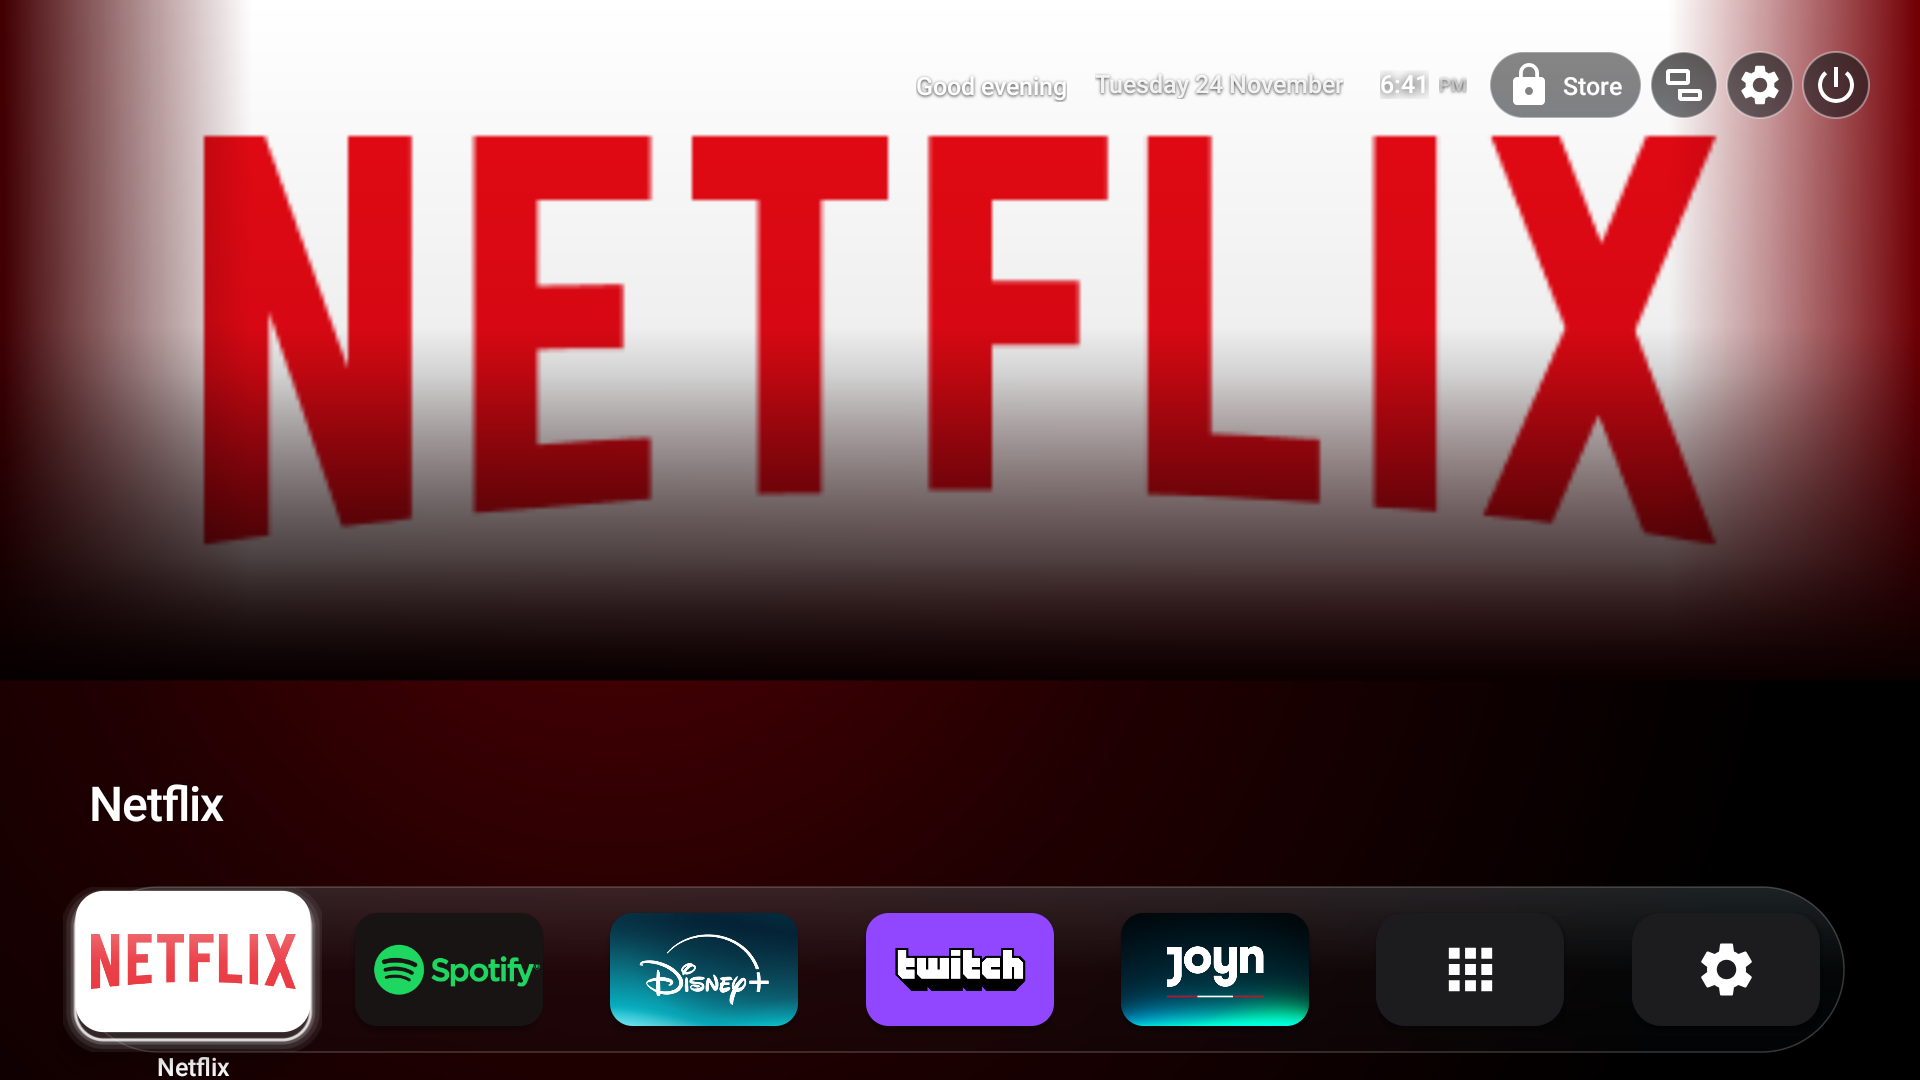 Good evening Tuesday 24 November 6:41 PM Store
NETFLIX
Netflix
NETFLIX Spotify Disney+ twitch joyn
Netflix